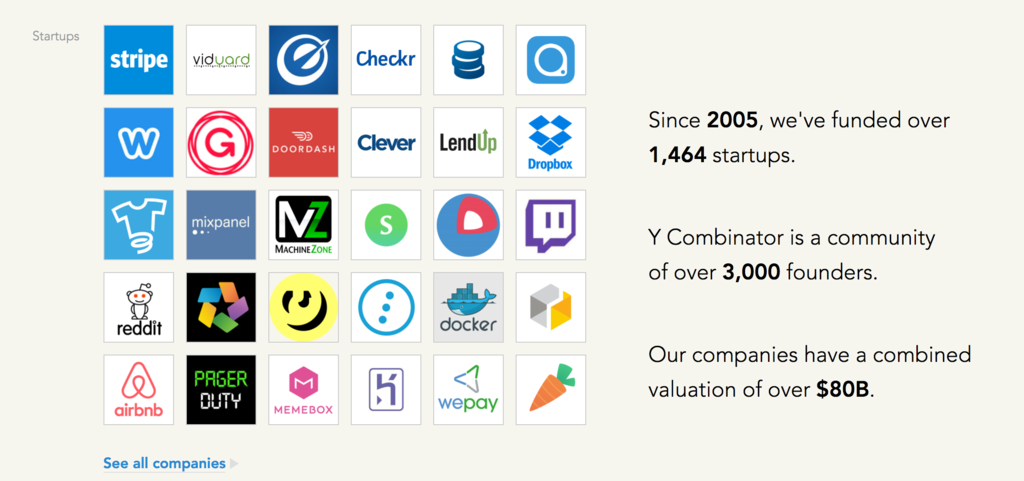 Startups
stripe
vidyard
Checkr
W
G
DOORDASH
Clever
LendUp
Dropbox
mixpanel
MZ
MACHINEZONE
S
reddit
docker
airbnb
PAGER
DUTY
MEMEBOX
wepay
See all companies
Since 2005, we've funded over
1,464 startups.
Y Combinator is a community
of over 3,000 founders.
Our companies have a combined
valuation of over $80B.